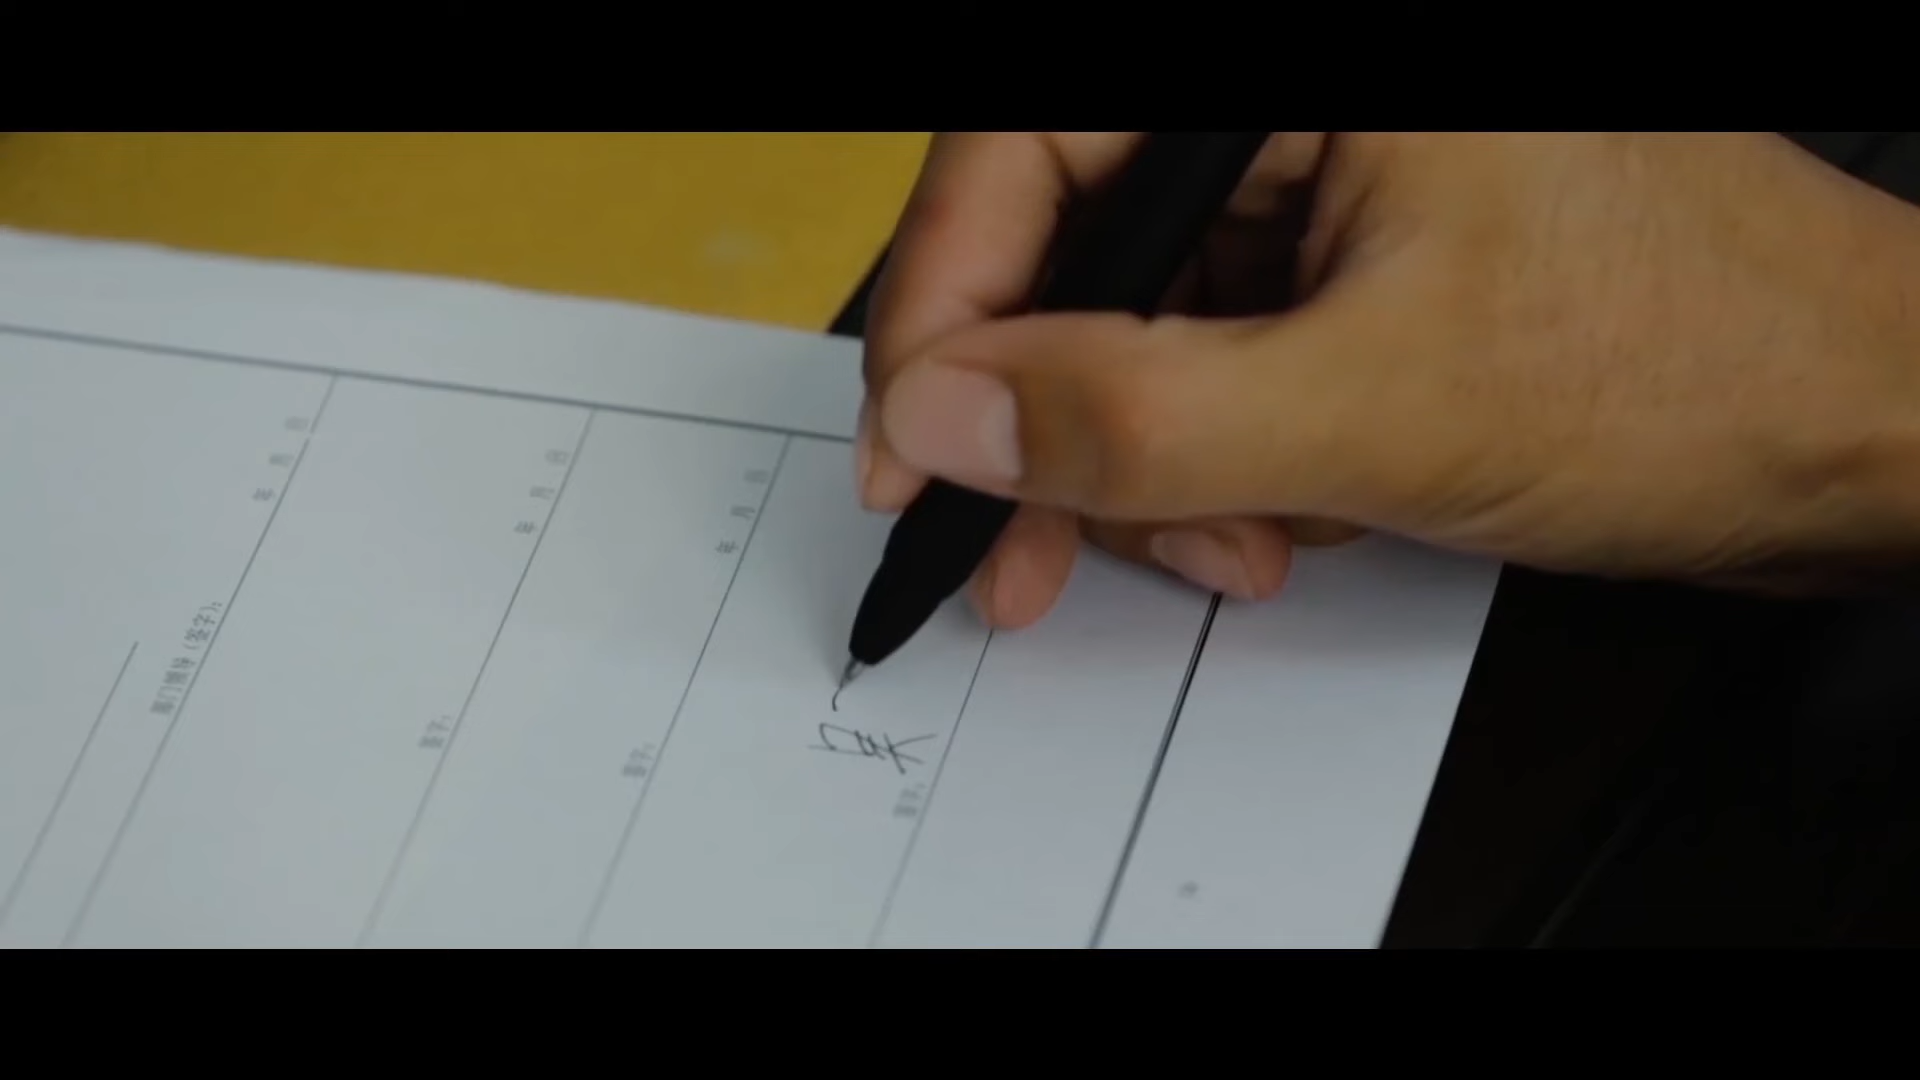 部门领导（签字）： 年 月 日
签字： 年 月 日
签字： 年 月 日
签字： 吴